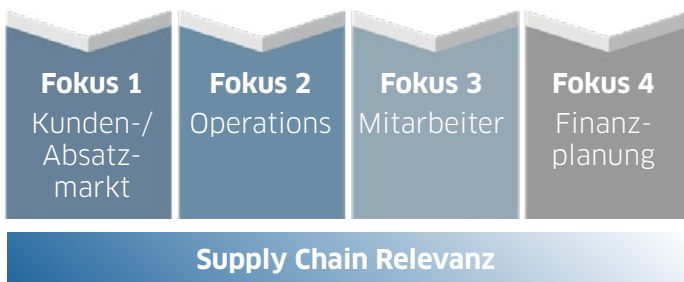 Fokus 1
Kunden-/
Absatz-
markt
Fokus 2
Operations
Fokus 3
Mitarbeiter
Fokus 4
Finanz-
planung
Supply Chain Relevanz